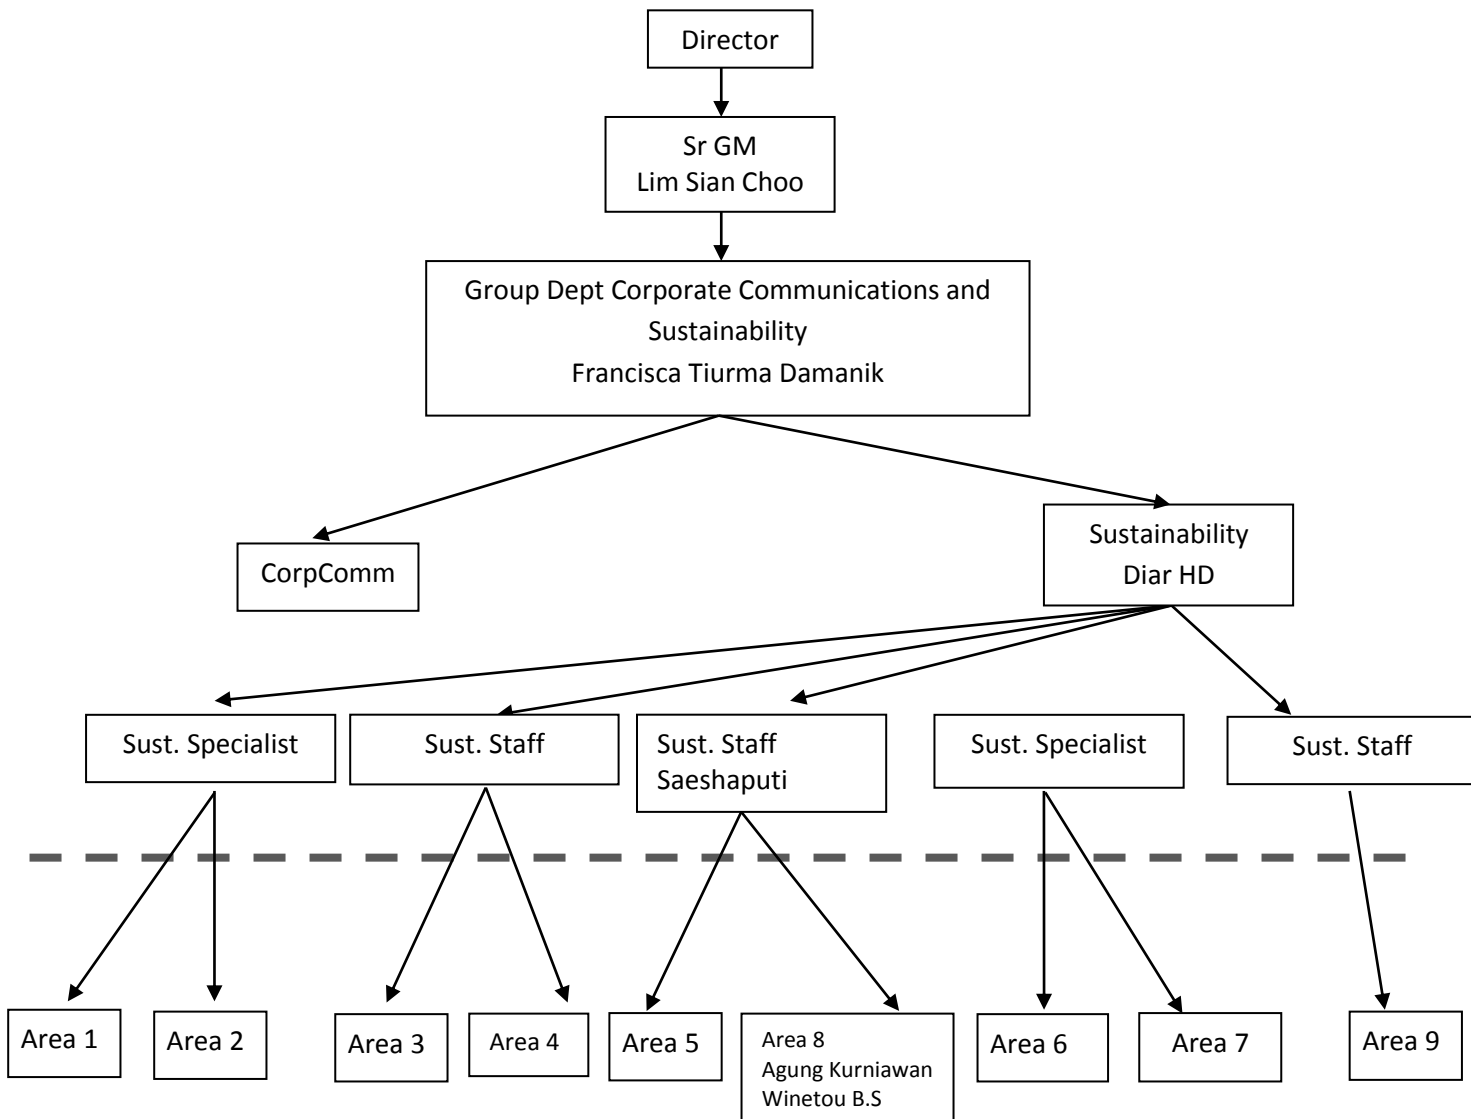 Director
Sr GM
Lim Sian Choo
Group Dept Corporate Communications and
Sustainability
Francisca Tiurma Damanik
CorpComm
Sustainability
Diar HD
Sust. Specialist
Sust. Staff
Sust. Staff
Saeshaputi
Sust. Specialist
Sust. Staff
Area 1
Area 2
Area 3
Area 4
Area 5
Area 8
Agung Kurniawan
Winetou B.S
Area 6
Area 7
Area 9